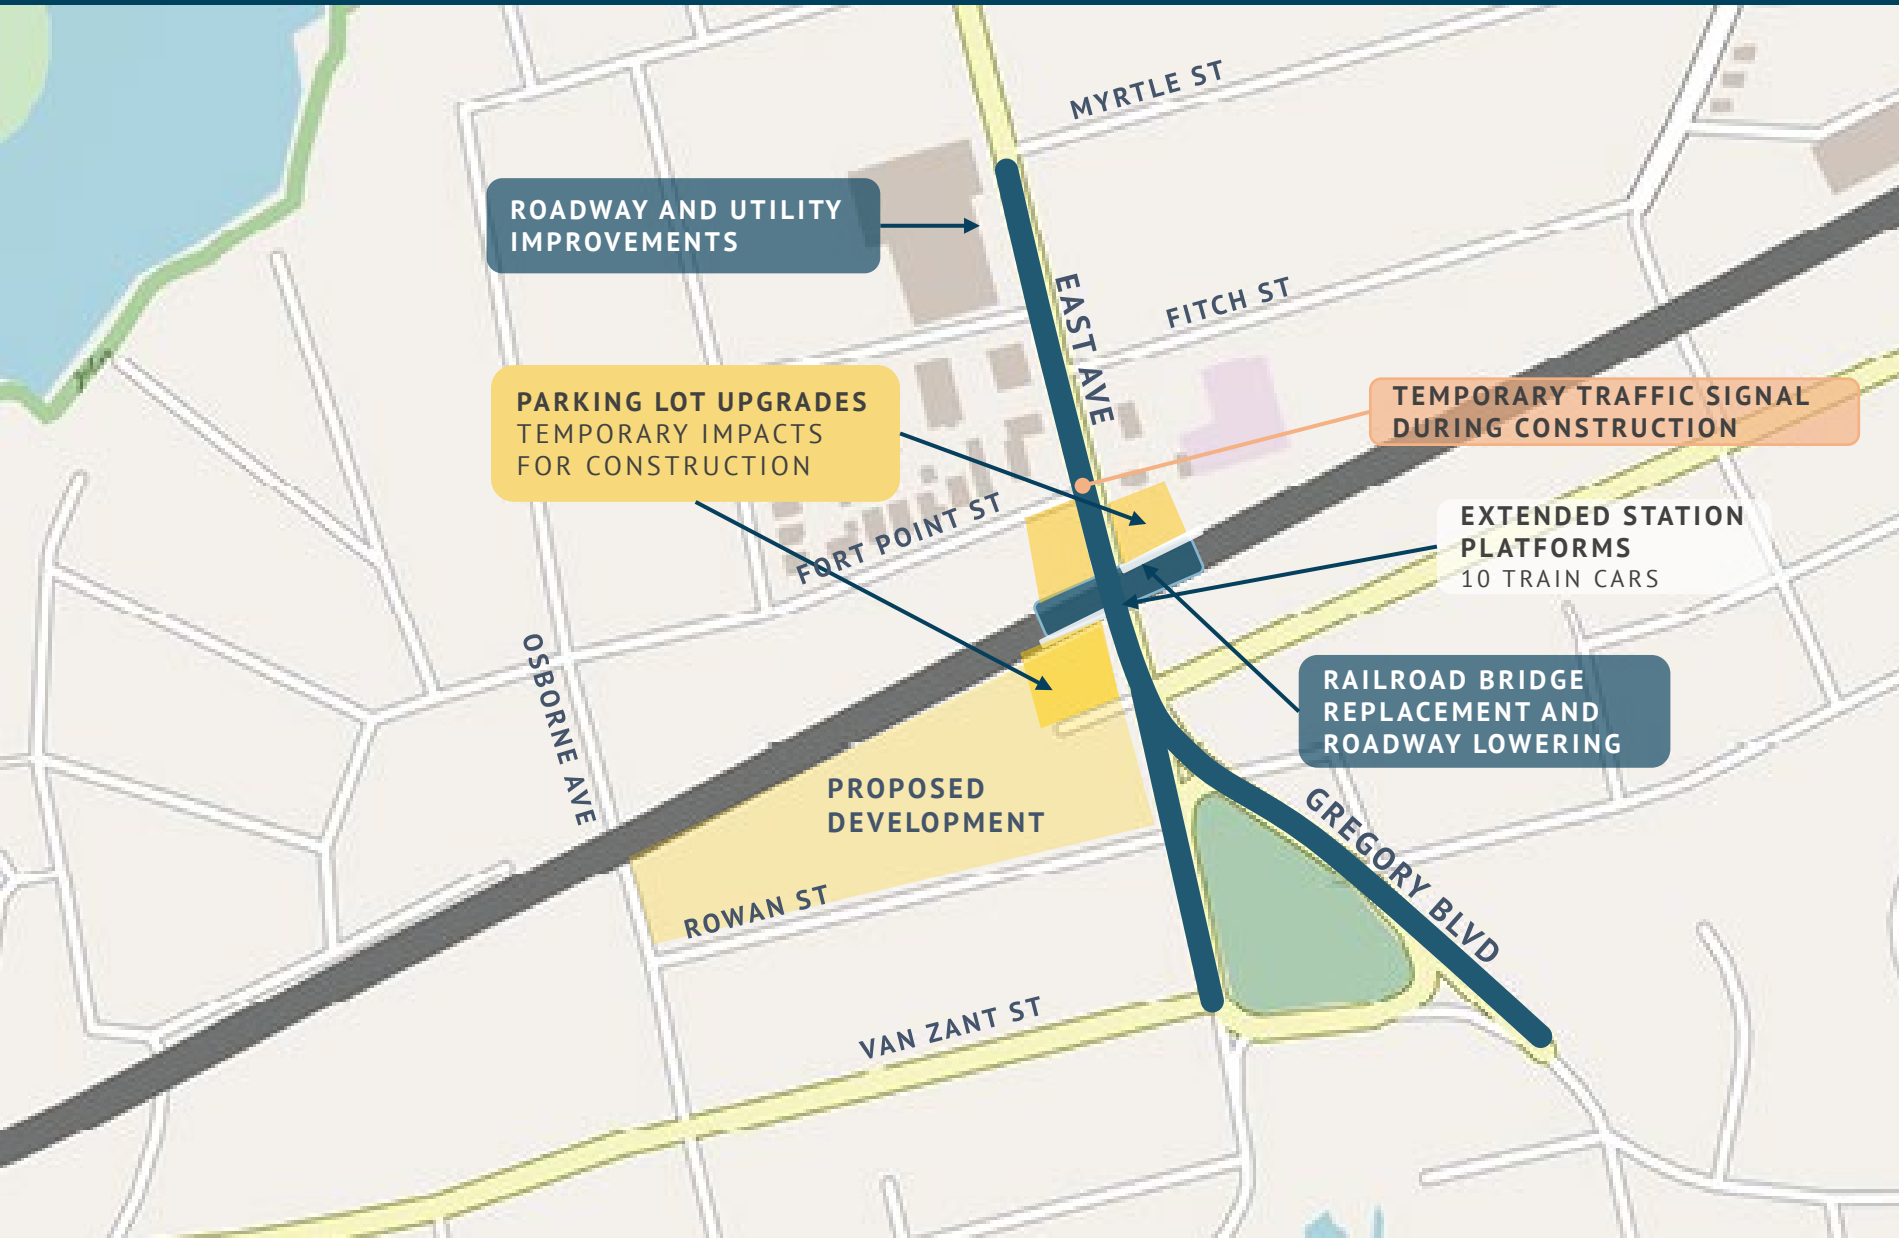 MYRTLE ST
ROADWAY AND UTILITY
IMPROVEMENTS
EAST AVE
FITCH ST
PARKING LOT UPGRADES
TEMPORARY IMPACTS
FOR CONSTRUCTION
TEMPORARY TRAFFIC SIGNAL
DURING CONSTRUCTION
FORT POINT ST
EXTENDED STATION
PLATFORMS
10 TRAIN CARS
OSBORNE AVE
RAILROAD BRIDGE
REPLACEMENT AND
ROADWAY LOWERING
PROPOSED
DEVELOPMENT
GREGORY BLVD
ROWAN ST
VAN ZANT ST